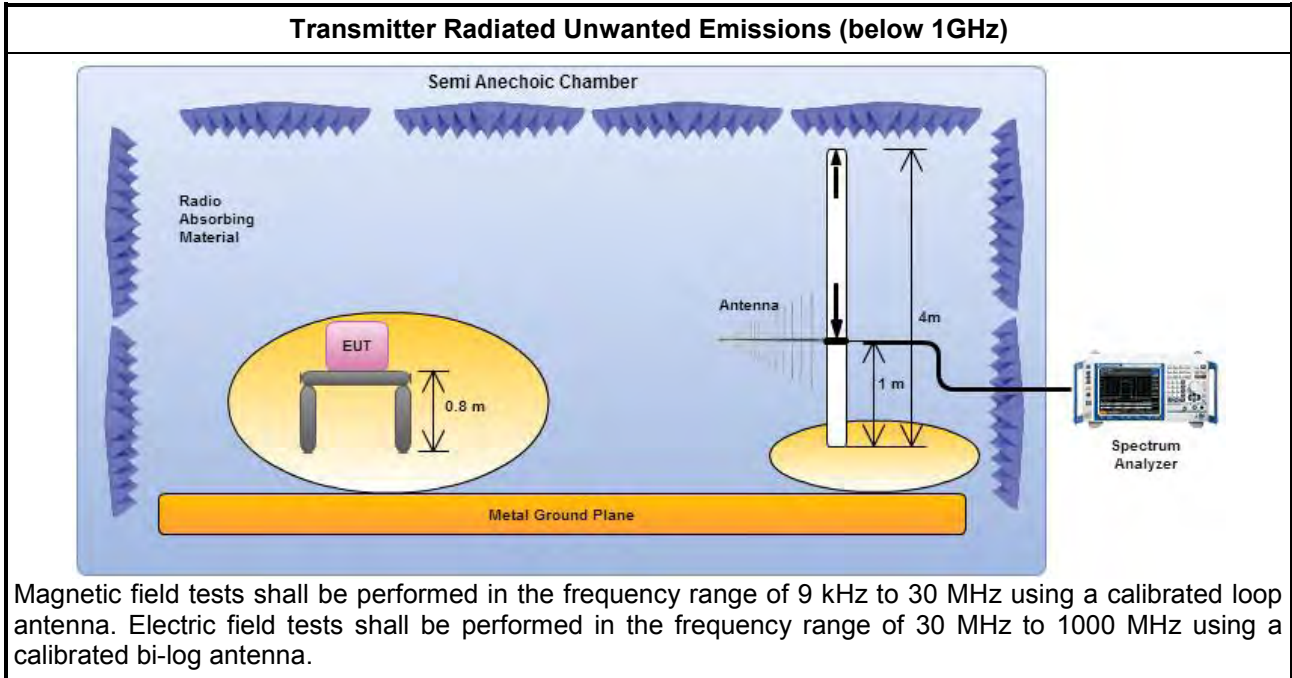 Transmitter Radiated Unwanted Emissions (below 1GHz)
Semi Anechoic Chamber
Radio
Absorbing
Material
Antenna
4m
EUT
1 m
0.8 m
Spectrum
Analyzer
Metal Ground Plane
Magnetic field tests shall be performed in the frequency range of 9 kHz to 30 MHz using a calibrated loop
antenna. Electric field tests shall be performed in the frequency range of 30 MHz to 1000 MHz using a
calibrated bi-log antenna.